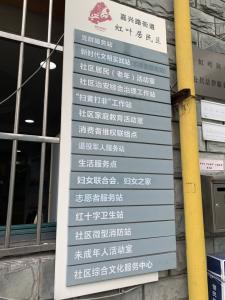 嘉兴路街道
虹叶居民区
党群服务站
新时代文明实践站
社区居民（老年）活动室
社区治安综合治理工作站
“扫黄打非”工作站
社区家庭教育活动室
消费者维权联络点
退役军人服务站
生活服务点
妇女联合会、妇女之家
志愿者服务站
红十字卫生站
社区微型消防站
未成年人活动室
社区综合文化服务中心